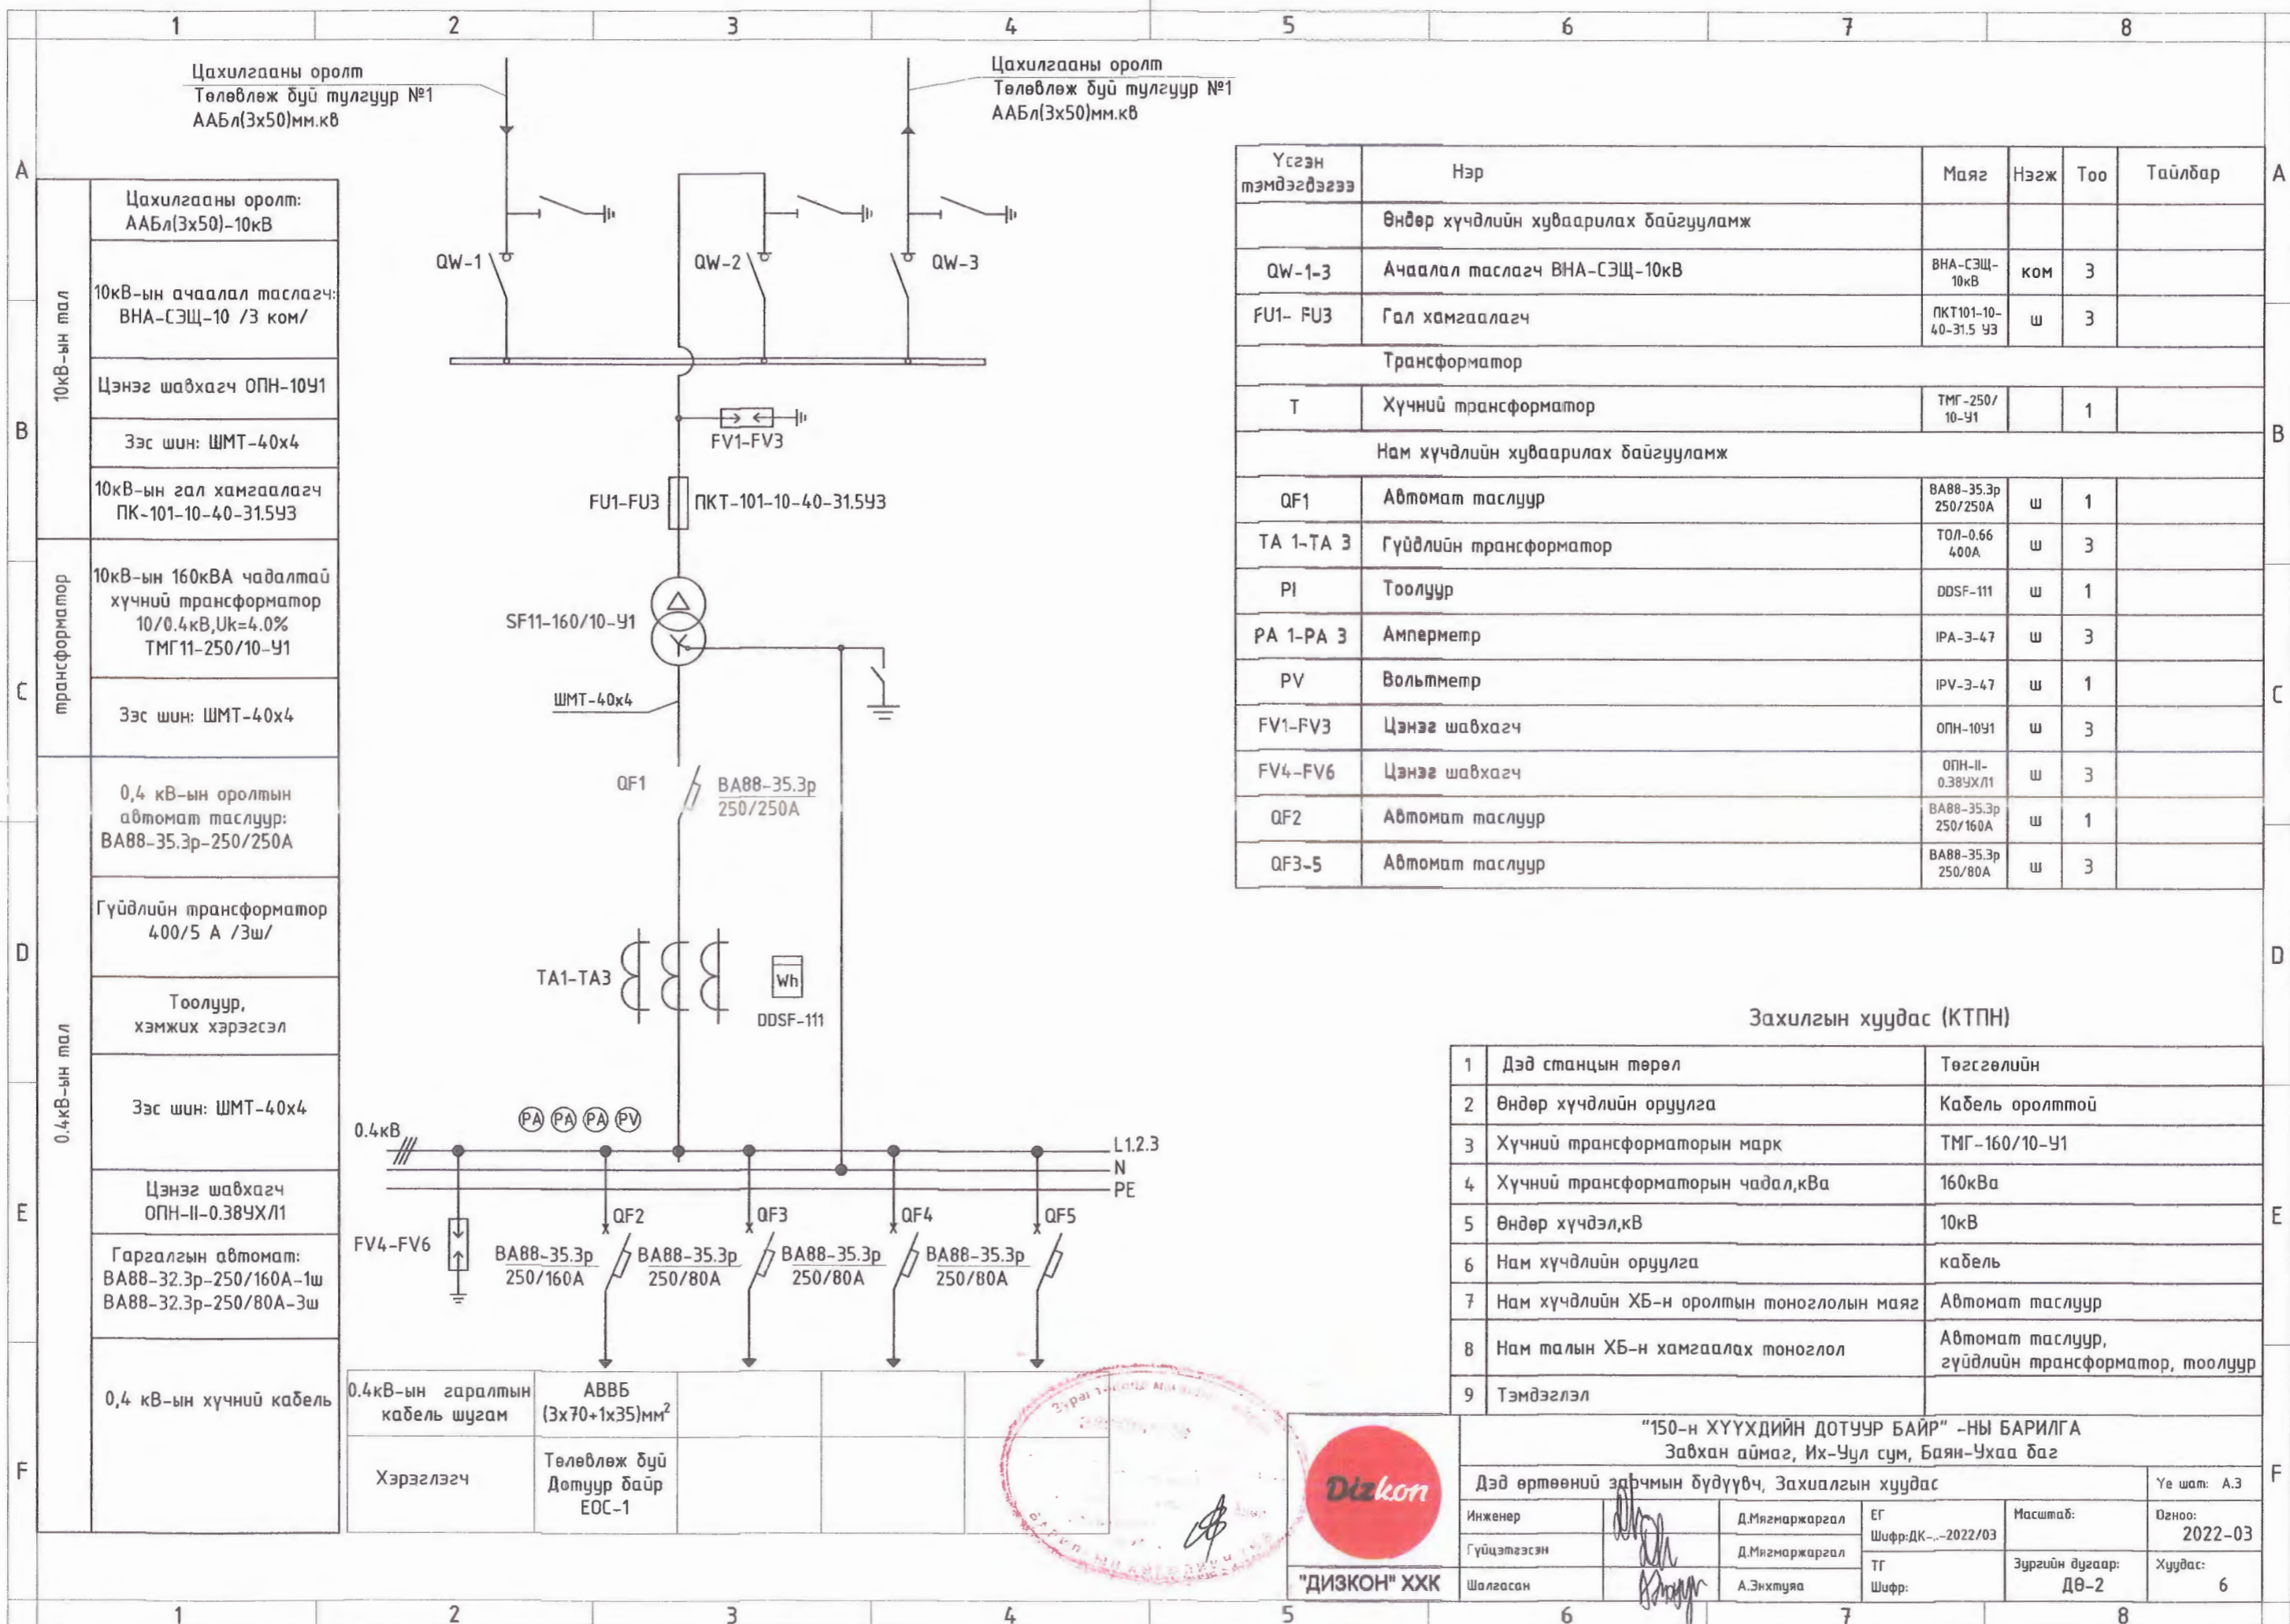 1 2 3 4 5 6 7 8
Цахилгааны оролт
Төлөвлөж буй тулгуур №1
ААБл(3х50)мм.кв
Цахилгааны оролт
Төлөвлөж буй тулгуур №1
ААБл(3х50)мм.кв
A
B
C
D
E
F
10кВ-ын тал
Цахилгааны оролт:
ААБл(3х50)-10кВ
10кВ-ын ачаалал таслагч:
ВНА-СЭЩ-10 /3 ком/
Цэнэг шавхагч ОПН-10У1
Зэс шин: ШМТ-40х4
10кВ-ын гал хамгаалагч
ПК-101-10-40-31.5У3
трансформатор
10кВ-ын 160кВА чадалтай
хүчний трансформатор
10/0.4кВ,Uk=4.0%
ТМГ11-250/10-У1
Зэс шин: ШМТ-40х4
0.4кВ-ын тал
0,4 кВ-ын оролтын
автомат таслуур:
ВА88-35.3р-250/250А
Гүйдлийн трансформатор
400/5 А /3ш/
Тоолуур,
хэмжих хэрэгсэл
Зэс шин: ШМТ-40х4
Цэнэг шавхагч
ОПН-II-0.38УХЛ1
Гаргалгын автомат:
ВА88-32.3р-250/160А-1ш
ВА88-32.3р-250/80А-3ш
0,4 кВ-ын хүчний кабель
QW-1
QW-2
QW-3
FV1-FV3
FU1-FU3
ПКТ-101-10-40-31.5У3
SF11-160/10-У1
ШМТ-40х4
QF1
ВА88-35.3р
250/250А
TA1-TA3
Wh
DDSF-111
PA PA PA PV
0.4кВ
L1.2.3
N
PE
FV4-FV6
QF2
ВА88-35.3р
250/160А
QF3
ВА88-35.3р
250/80А
QF4
ВА88-35.3р
250/80А
QF5
ВА88-35.3р
250/80А
0.4кВ-ын гаралтын
кабель шугам
АВВБ
(3х70+1х35)мм²
Хэрэглэгч
Төлөвлөж буй
Дотуур байр
ЕОС-1
Үсгэн
тэмдэгдэгээ
Нэр
Маяг
Нэгж
Тоо
Тайлбар
Өндөр хүчдлийн хуваарилах байгууламж
QW-1-3 Ачаалал таслагч ВНА-СЭЩ-10кВ ВНА-СЭЩ-
10кВ
ком 3
FU1- FU3 Гал хамгаалагч ПКТ101-10-
40-31.5 У3
ш 3
Трансформатор
T Хүчний трансформатор ТМГ-250/
10-У1
1
Нам хүчдлийн хуваарилах байгууламж
QF1 Автомат таслуур ВА88-35.3р
250/250А
ш 1
TA 1-TA 3 Гүйдлийн трансформатор ТОЛ-0.66
400А
ш 3
PI Тоолуур DDSF-111 ш 1
PA 1-PA 3 Амперметр IPA-3-47 ш 3
PV Вольтметр IPV-3-47 ш 1
FV1-FV3 Цэнэг шавхагч ОПН-10У1 ш 3
FV4-FV6 Цэнэг шавхагч ОПН-II-
0.38УХЛ1
ш 3
QF2 Автомат таслуур ВА88-35.3р
250/160А
ш 1
QF3-5 Автомат таслуур ВА88-35.3р
250/80А
ш 3
Захилгын хуудас (КТПН)
1 Дэд станцын төрөл Төгсгөлийн
2 Өндөр хүчдлийн оруулга Кабель оролттой
3 Хүчний трансформаторын марк ТМГ-160/10-У1
4 Хүчний трансформаторын чадал,кВа 160кВа
5 Өндөр хүчдэл,кВ 10кВ
6 Нам хүчдлийн оруулга кабель
7 Нам хүчдлийн ХБ-н оролтын тоноглолын маяг Автомат таслуур
8 Нам талын ХБ-н хамгаалах тоноглол Автомат таслуур,
гүйдлийн трансформатор, тоолуур
9 Тэмдэглэл
Dizkon
"ДИЗКОН" ХХК
"150-н ХҮҮХДИЙН ДОТУУР БАЙР" -НЫ БАРИЛГА
Завхан аймаг, Их-Уул сум, Баян-Ухаа баг
Дэд өртөөний зарчмын бүдүүвч, Захиалгын хуудас
Үе шат: А.З
Инженер Д.Мягмаржаргал
Гүйцэтгэсэн Д.Мягмаржаргал
Шалгасан А.Энхтуяа
ЕГ
Шифр:ДК-..-2022/03
ТГ
Шифр:
Масштаб:
Зургийн дугаар:
ДӨ-2
Огноо:
2022-03
Хуудас:
6
A
B
C
D
E
F
1 2 3 4 5 6 7 8